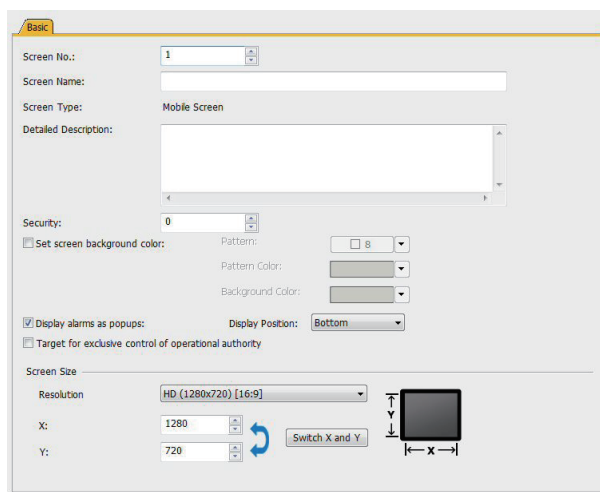 Basic
Screen No.: 1
Screen Name:
Screen Type: Mobile Screen
Detailed Description:
Security: 0
Set screen background color: Pattern: 8
Pattern Color:
Background Color:
Display alarms as popups: Display Position: Bottom
Target for exclusive control of operational authority
Screen Size
Resolution HD (1280x720) [16:9]
X: 1280
Y: 720
Switch X and Y
Y
X